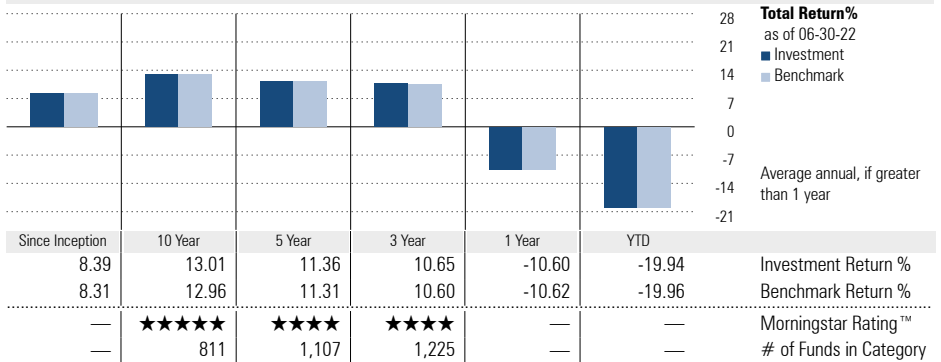 28
21
14
7
0
-7
-14
-21
Total Return%
as of 06-30-22
Investment
Benchmark
Average annual, if greater
than 1 year
Since Inception 10 Year 5 Year 3 Year 1 Year YTD
8.39 13.01 11.36 10.65 -10.60 -19.94 Investment Return %
8.31 12.96 11.31 10.60 -10.62 -19.96 Benchmark Return %
— ★★★★★ ★★★★ ★★★★ — — Morningstar Rating™
— 811 1,107 1,225 — — # of Funds in Category